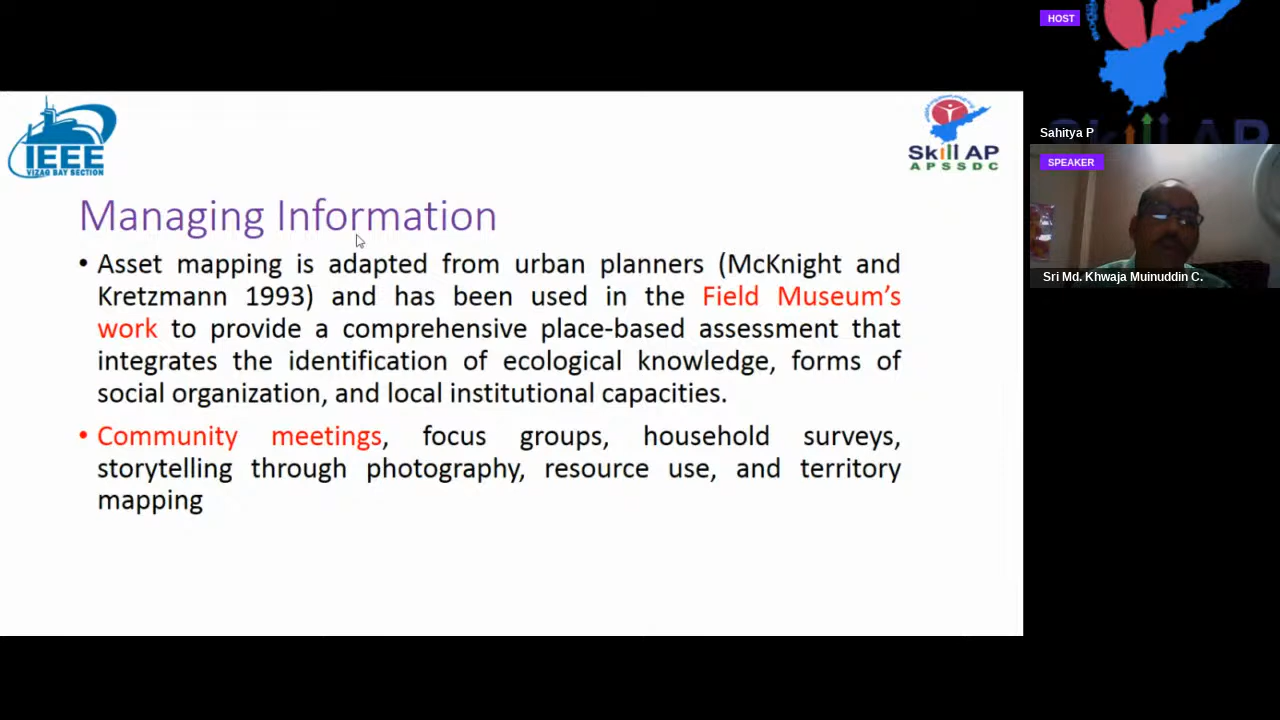 HOST
Skill AP
Sahitya P
SPEAKER
Sri Md. Khwaja Muinuddin C.
IEEE
VIZAG BAY SECTION
Skill AP
APSSDC
Managing Information
• Asset mapping is adapted from urban planners (McKnight and
Kretzmann 1993) and has been used in the Field Museum’s
work to provide a comprehensive place-based assessment that
integrates the identification of ecological knowledge, forms of
social organization, and local institutional capacities.
• Community meetings, focus groups, household surveys,
storytelling through photography, resource use, and territory
mapping